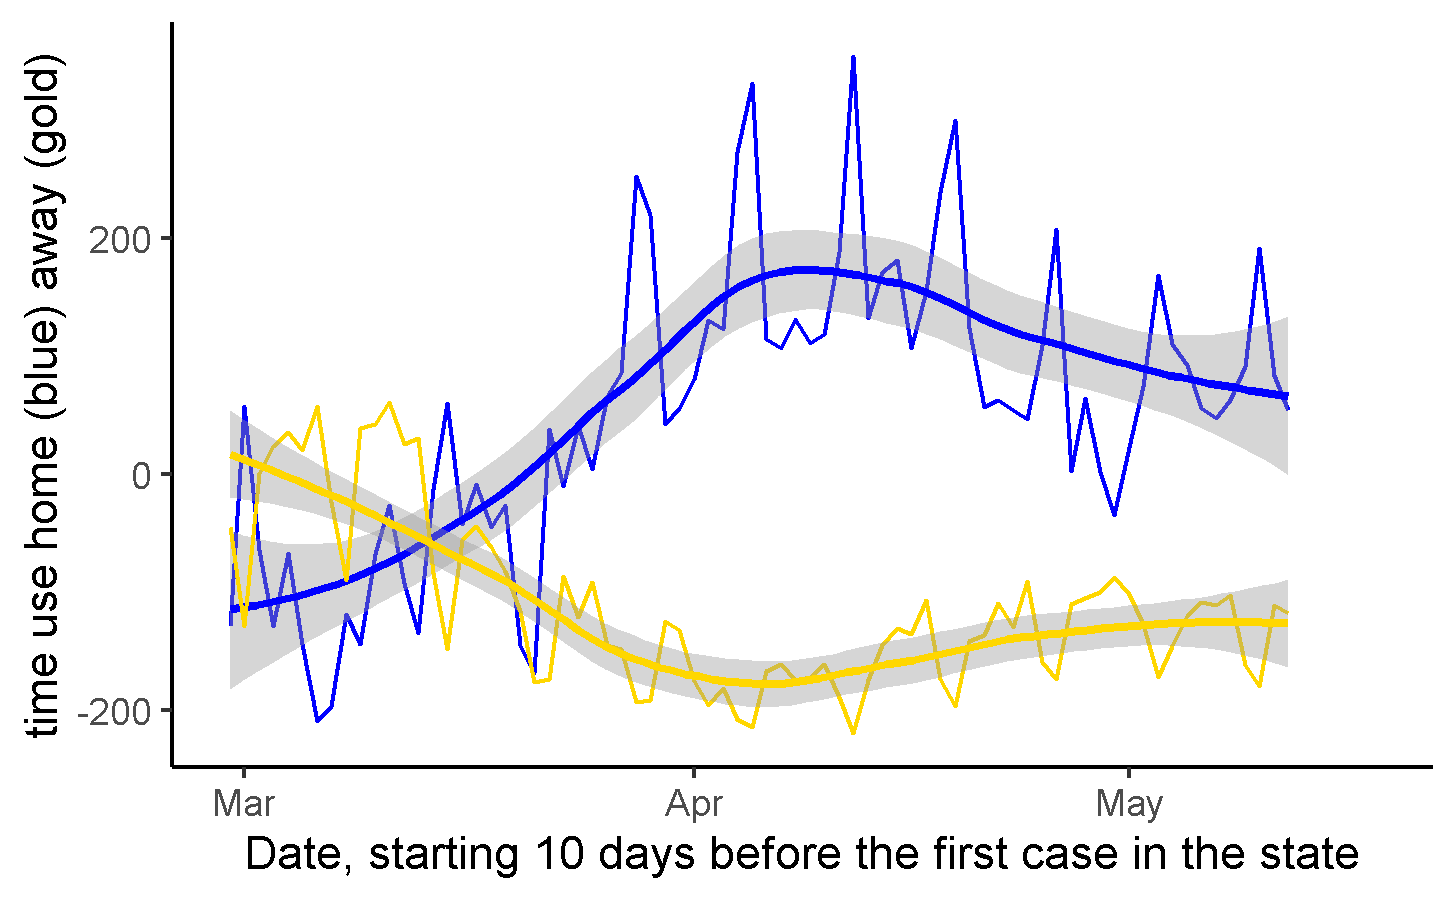 time use home (blue) away (gold)
200
0
-200
Mar
Apr
May
Date, starting 10 days before the first case in the state